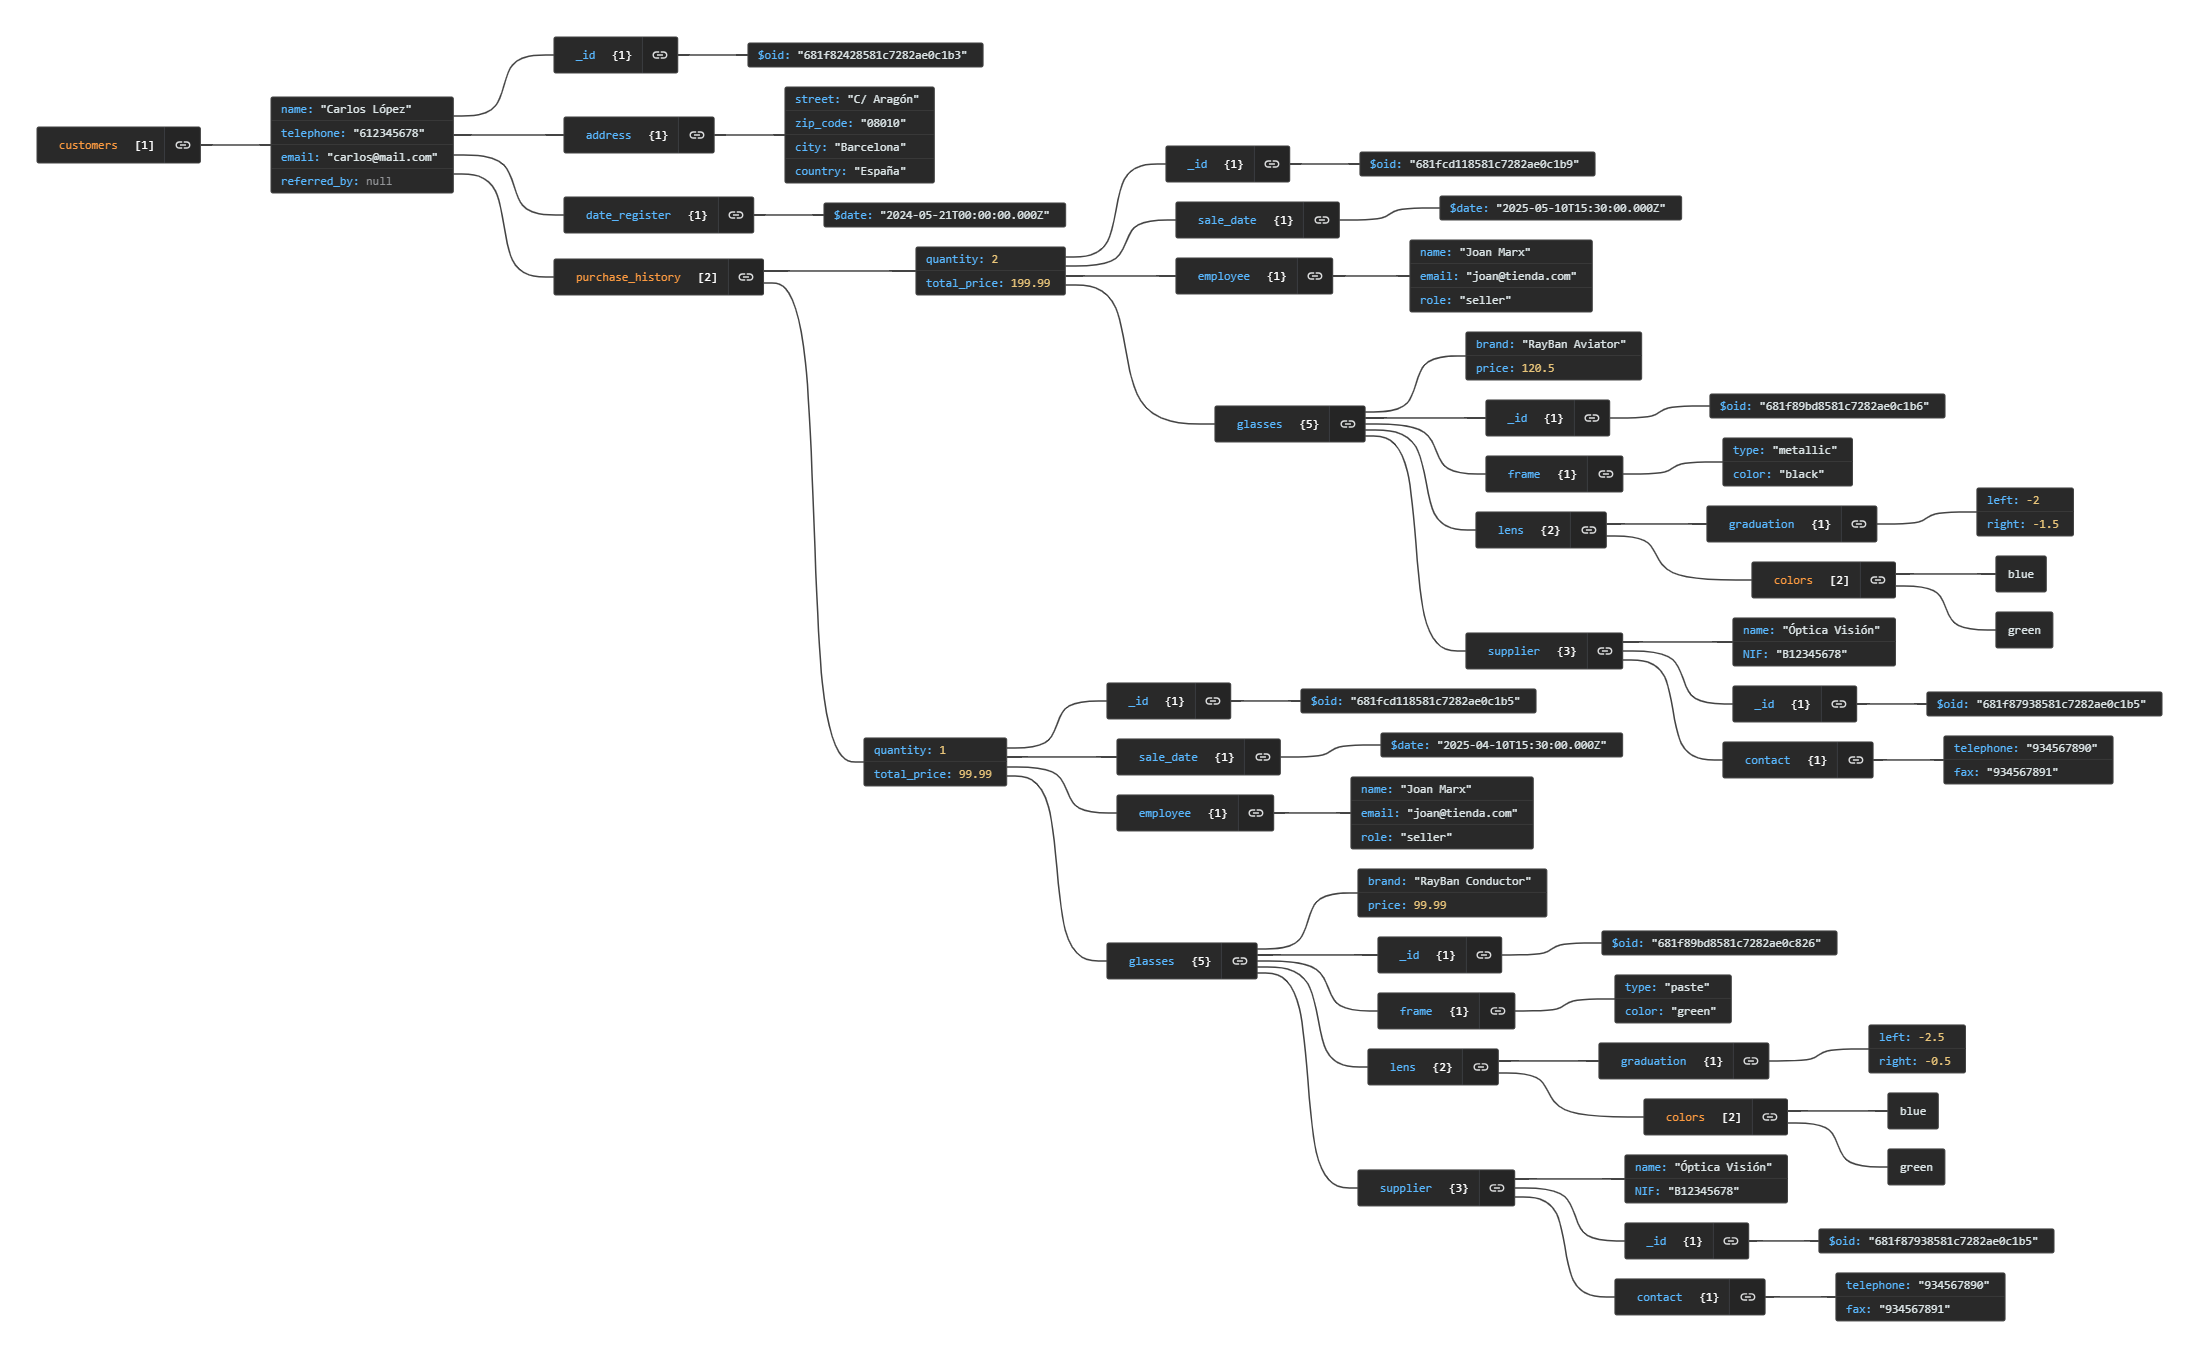 customers [1]
name: "Carlos López"
telephone: "612345678"
email: "carlos@mail.com"
referred_by: null
_id {1}
$oid: "681f82428581c7282ae0c1b3"
address {1}
street: "C/ Aragón"
zip_code: "08010"
city: "Barcelona"
country: "España"
date_register {1}
$date: "2024-05-21T00:00:00.000Z"
purchase_history [2]
quantity: 2
total_price: 199.99
_id {1}
$oid: "681fcd118581c7282ae0c1b9"
sale_date {1}
$date: "2025-05-10T15:30:00.000Z"
employee {1}
name: "Joan Marx"
email: "joan@tienda.com"
role: "seller"
glasses {5}
brand: "RayBan Aviator"
price: 120.5
_id {1}
$oid: "681f89bd8581c7282ae0c1b6"
frame {1}
type: "metallic"
color: "black"
lens {2}
graduation {1}
left: -2
right: -1.5
colors [2]
blue
green
supplier {3}
name: "Óptica Visión"
NIF: "B12345678"
_id {1}
$oid: "681f87938581c7282ae0c1b5"
contact {1}
telephone: "934567890"
fax: "934567891"
quantity: 1
total_price: 99.99
_id {1}
$oid: "681fcd118581c7282ae0c1b5"
sale_date {1}
$date: "2025-04-10T15:30:00.000Z"
employee {1}
name: "Joan Marx"
email: "joan@tienda.com"
role: "seller"
glasses {5}
brand: "RayBan Conductor"
price: 99.99
_id {1}
$oid: "681f89bd8581c7282ae0c826"
frame {1}
type: "paste"
color: "green"
lens {2}
graduation {1}
left: -2.5
right: -0.5
colors [2]
blue
green
supplier {3}
name: "Óptica Visión"
NIF: "B12345678"
_id {1}
$oid: "681f87938581c7282ae0c1b5"
contact {1}
telephone: "934567890"
fax: "934567891"